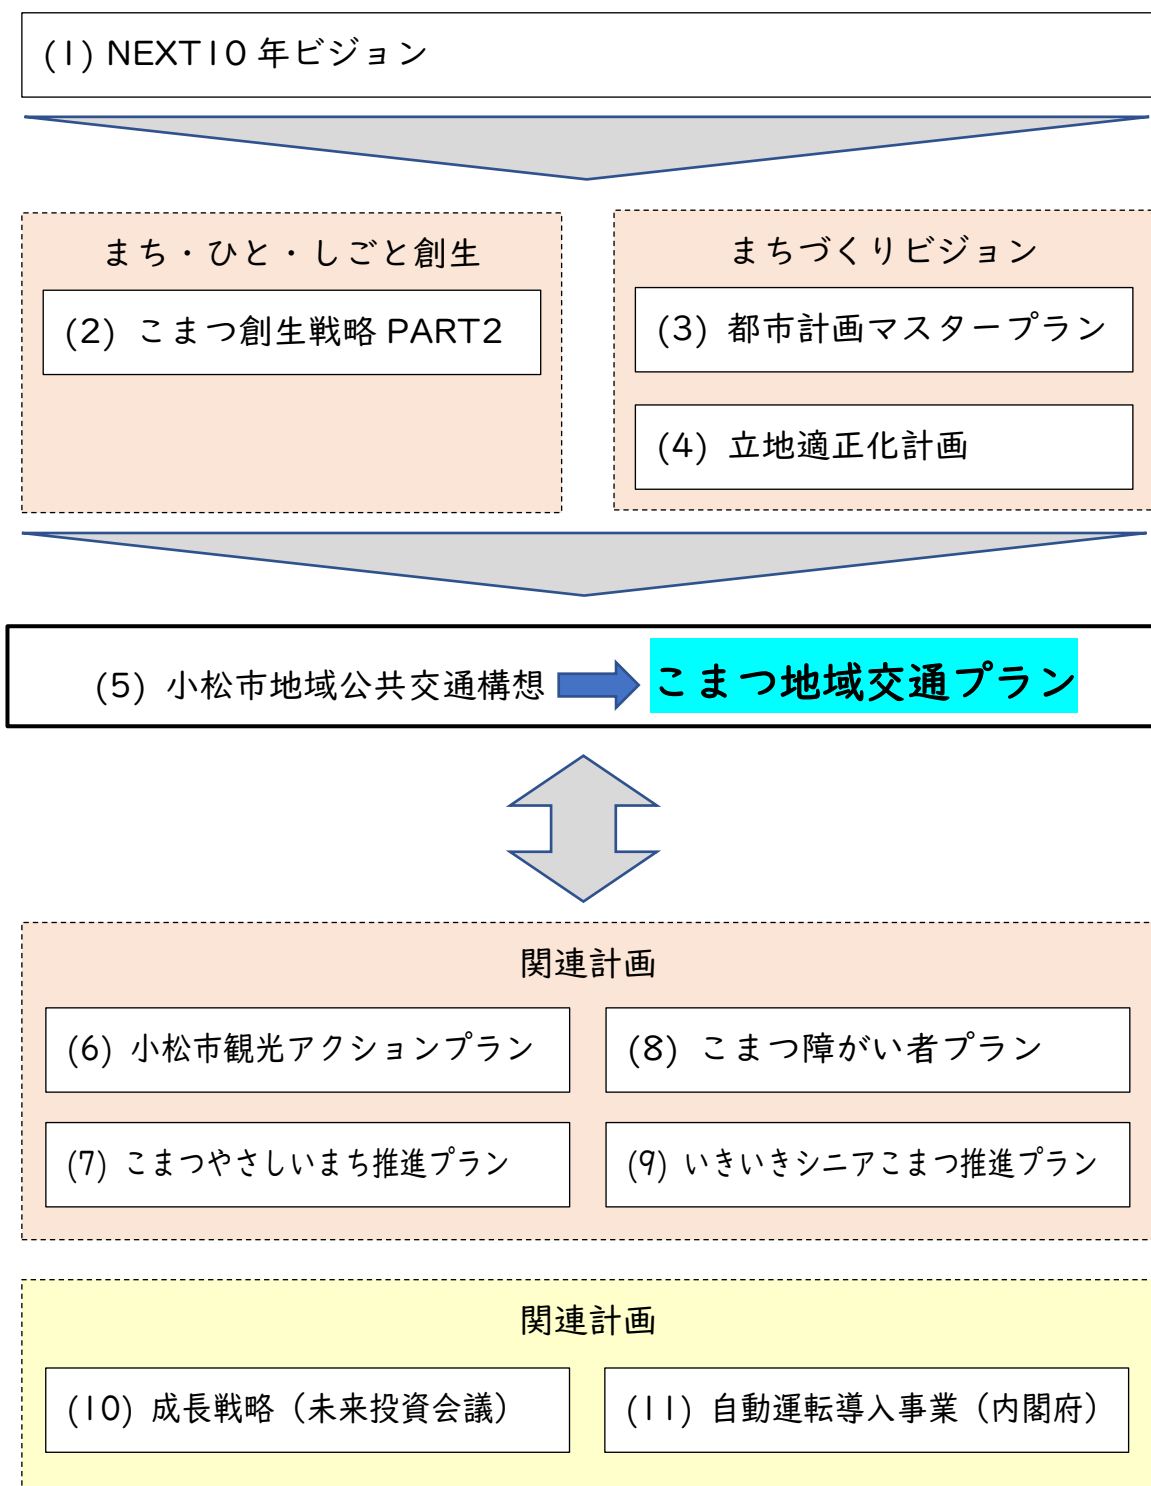 (1) NEXT10 年ビジョン
まち・ひと・しごと創生
(2) こまつ創生戦略 PART2
まちづくりビジョン
(3) 都市計画マスタープラン
(4) 立地適正化計画
(5) 小松市地域公共交通構想 こまつ地域交通プラン
関連計画
(6) 小松市観光アクションプラン
(8) こまつ障がい者プラン
(7) こまつやさしいまち推進プラン
(9) いきいきシニアこまつ推進プラン
関連計画
(10) 成長戦略（未来投資会議）
(11) 自動運転導入事業（内閣府）